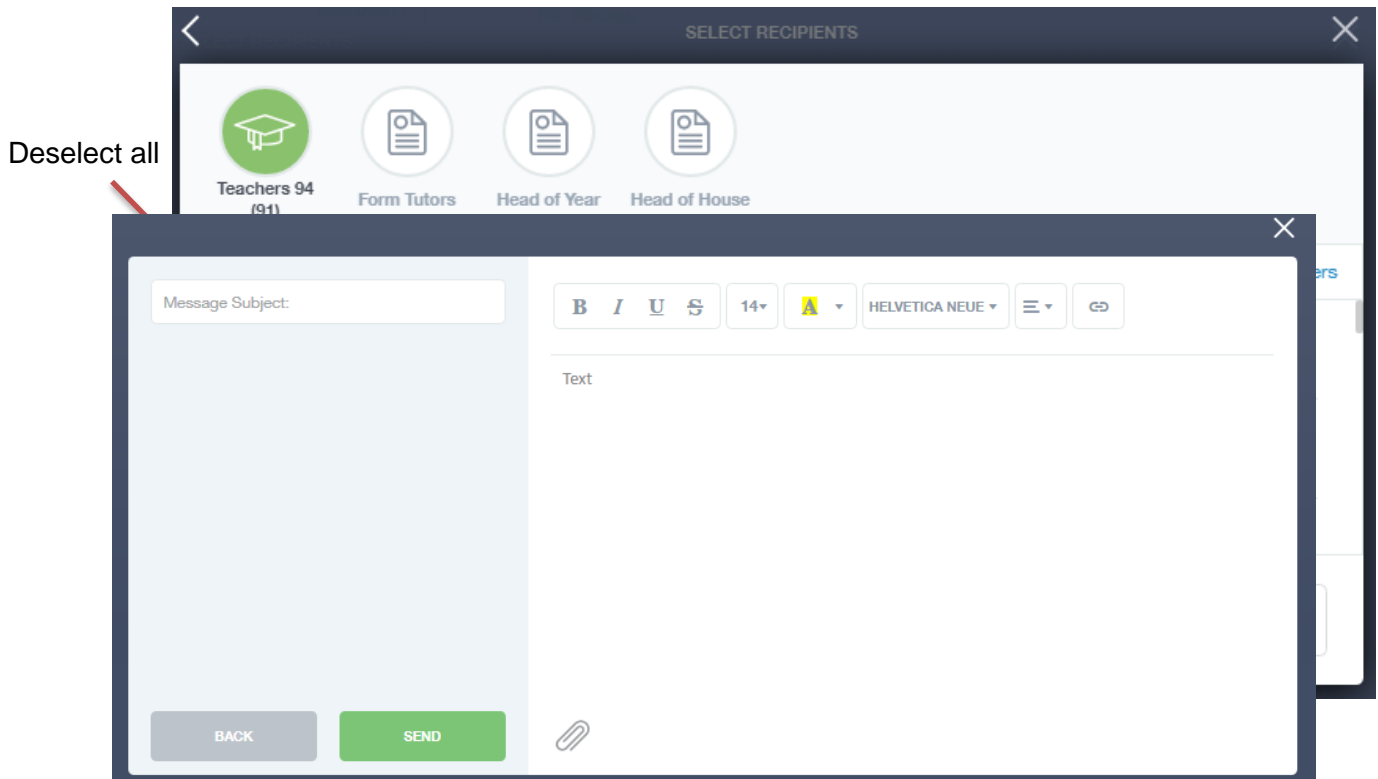 SELECT RECIPIENTS
Deselect all
Teachers 94
(91)
Form Tutors
Head of Year
Head of House
Message Subject:
B I U S 14 A HELVETICA NEUE
Text
BACK
SEND